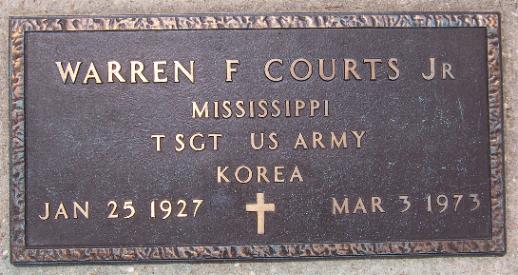 WARREN F COURTS JR
MISSISSIPPI
T SGT US ARMY
KOREA
JAN 25 1927 MAR 3 1973